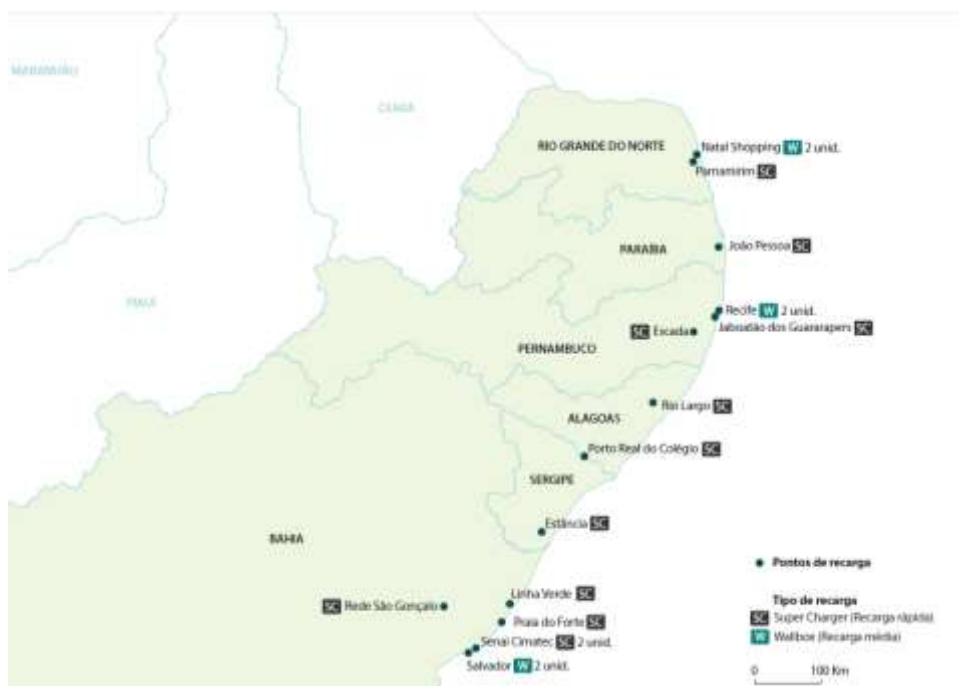 MARANHÃO
CEARÁ
RIO GRANDE DO NORTE
Natal Shopping W 2 unid.
Parnamirim SC
PARAÍBA
João Pessoa SC
PIAUÍ
Recife W 2 unid.
Jaboatão dos Guararapers SC
SC Escada
PERNAMBUCO
Rio Largo SC
ALAGOAS
Porto Real do Colégio SC
SERGIPE
Estância SC
BAHIA
Pontos de recarga
Linha Verde SC
SC Rede São Gonçalo
Tipo de recarga
Praia do Forte SC
SC Super Charger (Recarga rápida)
Senai Cimatec SC 2 unid.
W Wallbox (Recarga média)
Salvador W 2 unid.
0 100 Km